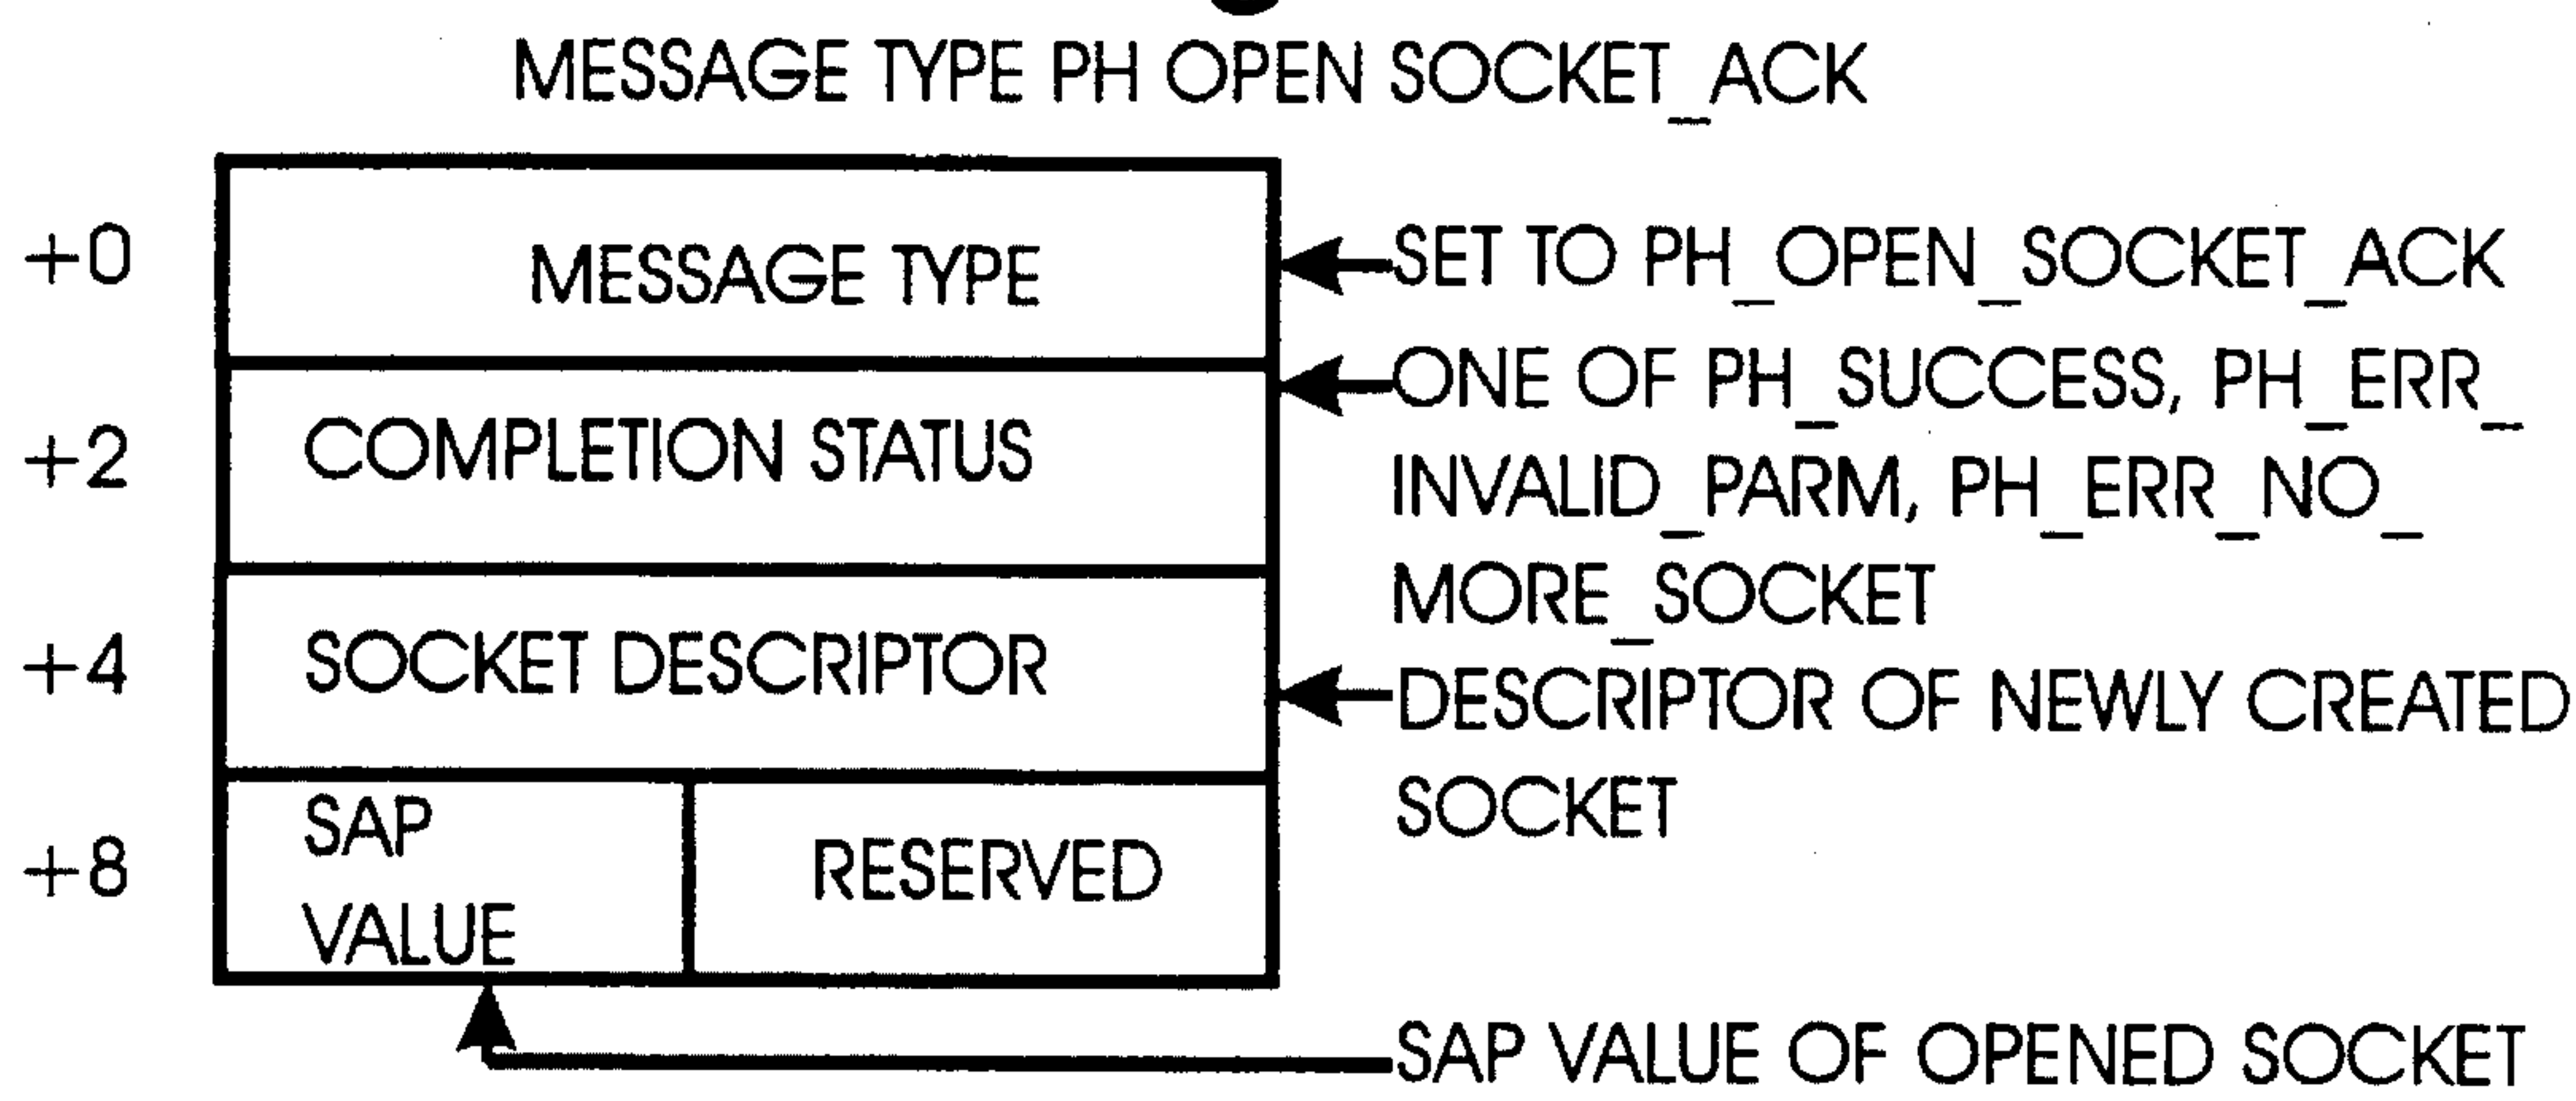 MESSAGE TYPE PH OPEN SOCKET_ACK
+0
MESSAGE TYPE
SET TO PH_OPEN_SOCKET_ACK
+2
COMPLETION STATUS
ONE OF PH_SUCCESS, PH_ERR_
INVALID_PARM, PH_ERR_NO_
MORE_SOCKET
+4
SOCKET DESCRIPTOR
DESCRIPTOR OF NEWLY CREATED
SOCKET
+8
SAP
VALUE
RESERVED
SAP VALUE OF OPENED SOCKET